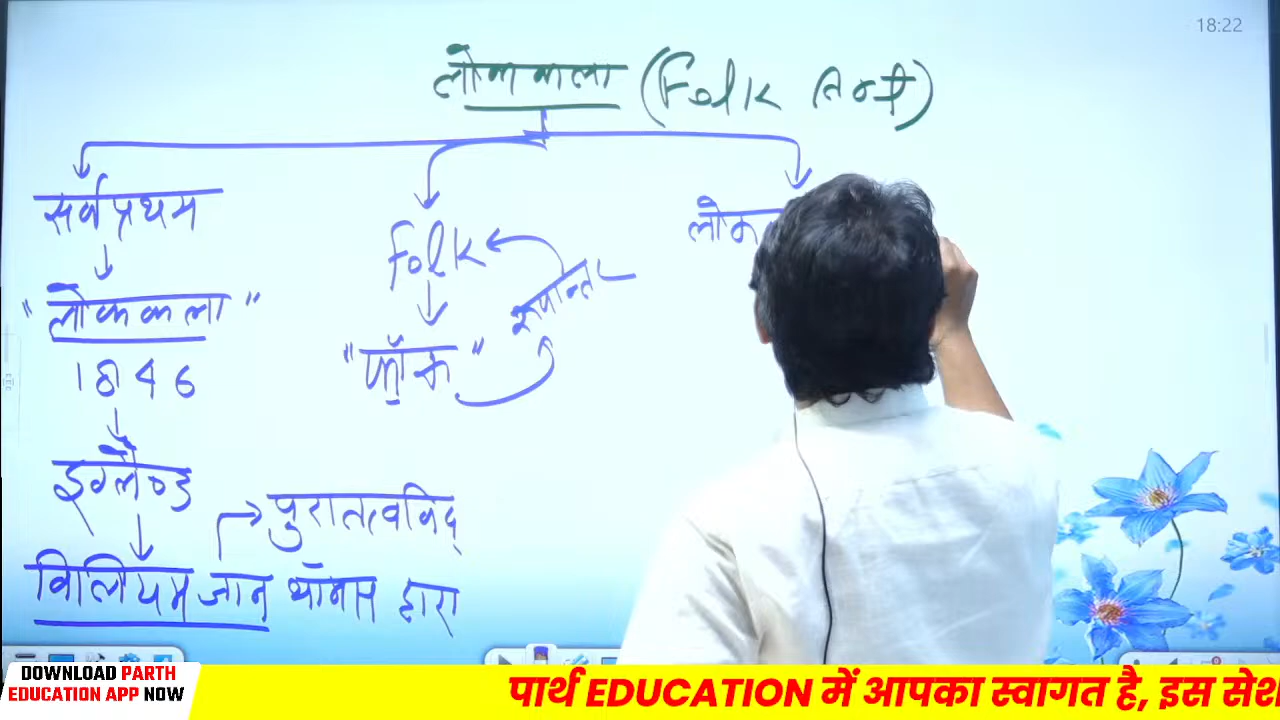 18:22
लोककला (Folk Art)
सर्वप्रथम
"लोककला"
1846
इंग्लैण्ड
विलियम जान थॉमस द्वारा
पुरातत्वविद्
Folk
"फॉक"
लोक
DOWNLOAD PARTH
EDUCATION APP NOW
पार्थ EDUCATION में आपका स्वागत है, इस सेश